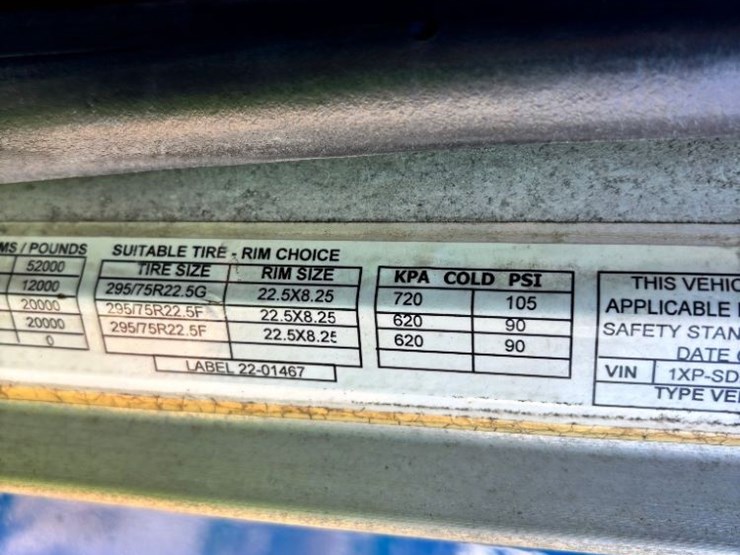 MS / POUNDS
52000
12000
20000
20000
0
SUITABLE TIRE - RIM CHOICE
TIRE SIZE RIM SIZE
295/75R22.5G 22.5X8.25
295/75R22.5F 22.5X8.25
295/75R22.5F 22.5X8.25
LABEL 22-01467
KPA COLD PSI
720 105
620 90
620 90
THIS VEHIC
APPLICABLE
SAFETY STAN
DATE
VIN 1XP-SD
TYPE VE